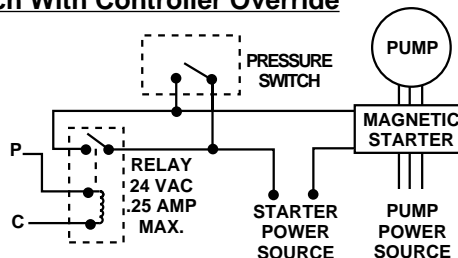 ch With Controller Override
PRESSURE
SWITCH
PUMP
MAGNETIC
STARTER
P
RELAY
24 VAC
.25 AMP
MAX.
C
STARTER
POWER
SOURCE
PUMP
POWER
SOURCE